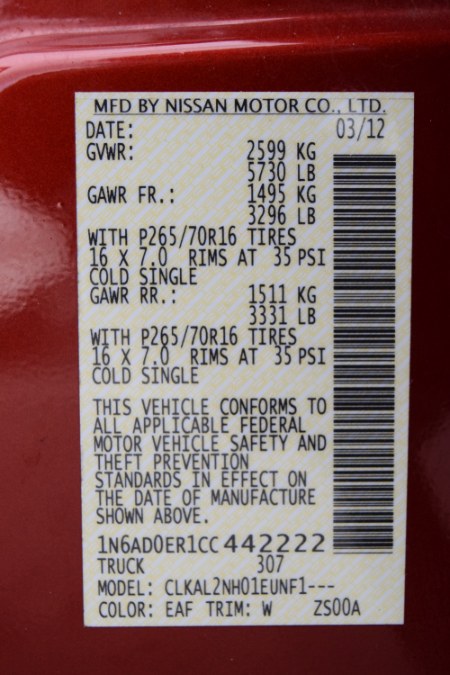 MFD BY NISSAN MOTOR CO., LTD.
DATE: 03/12
GVWR: 2599 KG
5730 LB
GAWR FR.: 1495 KG
3296 LB
WITH P265/70R16 TIRES
16 X 7.0 RIMS AT 35 PSI
COLD SINGLE
GAWR RR.: 1511 KG
3331 LB
WITH P265/70R16 TIRES
16 X 7.0 RIMS AT 35 PSI
COLD SINGLE
THIS VEHICLE CONFORMS TO
ALL APPLICABLE FEDERAL
MOTOR VEHICLE SAFETY AND
THEFT PREVENTION
STANDARDS IN EFFECT ON
THE DATE OF MANUFACTURE
SHOWN ABOVE.
1N6AD0ER1CC442222
TRUCK 307
MODEL: CLKAL2NH01EUNF1---
COLOR: EAF TRIM: W ZS00A